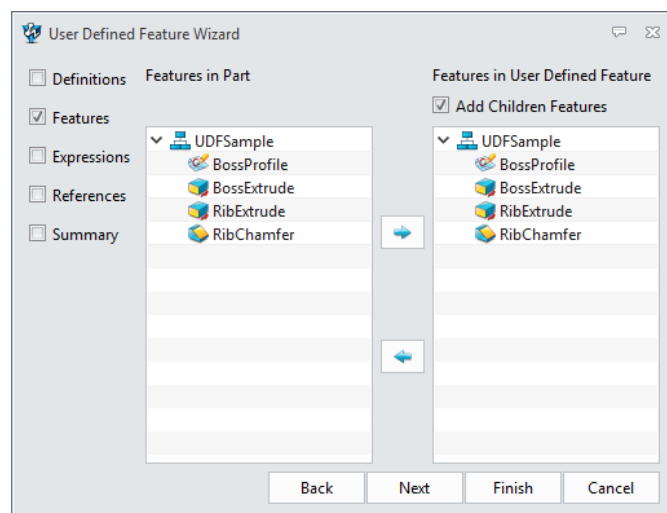 User Defined Feature Wizard
Definitions
Features
Expressions
References
Summary
Features in Part
UDFSample
BossProfile
BossExtrude
RibExtrude
RibChamfer
Features in User Defined Feature
Add Children Features
UDFSample
BossProfile
BossExtrude
RibExtrude
RibChamfer
Back
Next
Finish
Cancel